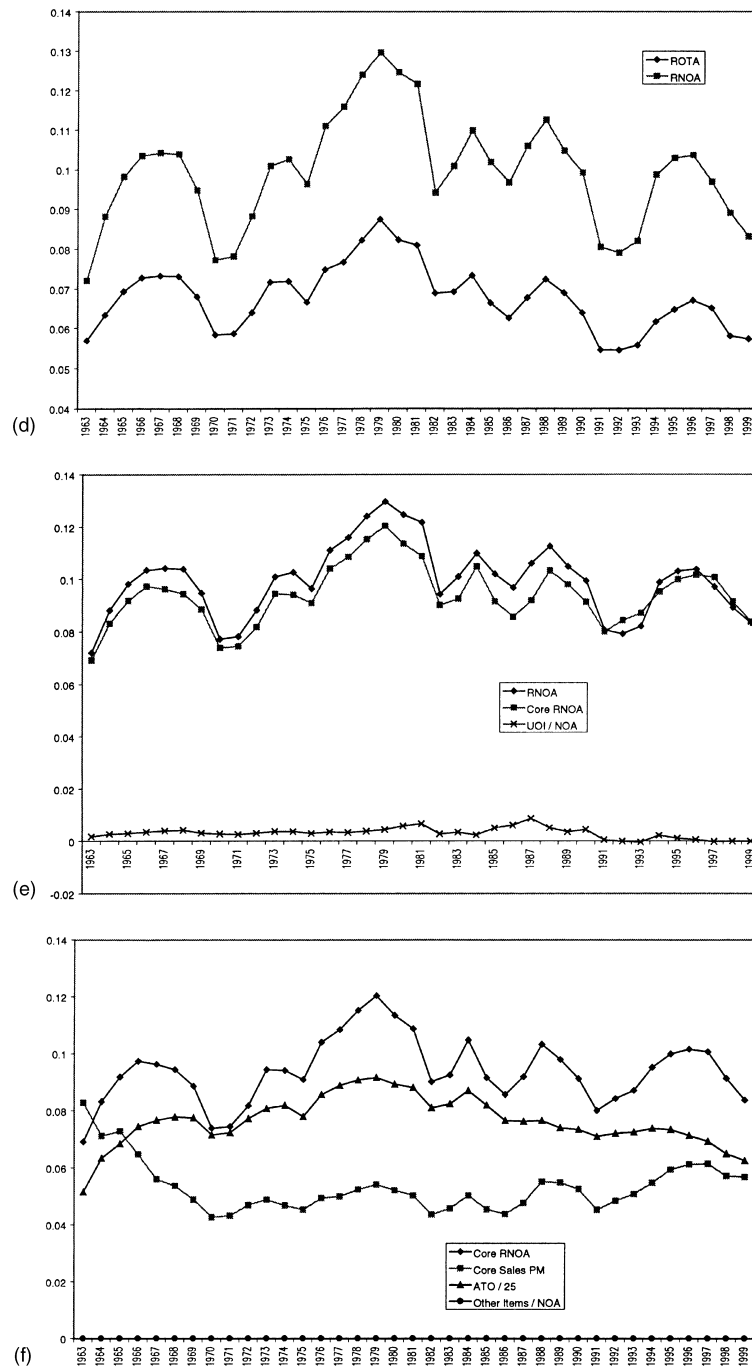 0.14
0.13
0.12
0.11
0.1
0.09
0.08
0.07
0.06
0.05
0.04
ROTA
RNOA
1963 1964 1965 1966 1967 1968 1969 1970 1971 1972 1973 1974 1975 1976 1977 1978 1979 1980 1981 1982 1983 1984 1985 1986 1987 1988 1989 1990 1991 1992 1993 1994 1995 1996 1997 1998 1999
(d)
0.14
0.12
0.1
0.08
0.06
0.04
0.02
0
-0.02
RNOA
Core RNOA
UOI / NOA
1963 1965 1967 1969 1971 1973 1975 1977 1979 1981 1983 1985 1987 1989 1991 1993 1995 1997 1999
(e)
0.14
0.12
0.1
0.08
0.06
0.04
0.02
0
Core RNOA
Core Sales PM
ATO / 25
Other Items / NOA
1963 1964 1965 1966 1967 1968 1969 1970 1971 1972 1973 1974 1975 1976 1977 1978 1979 1980 1981 1982 1983 1984 1985 1986 1987 1988 1989 1990 1991 1992 1993 1994 1995 1996 1997 1998 1999
(f)